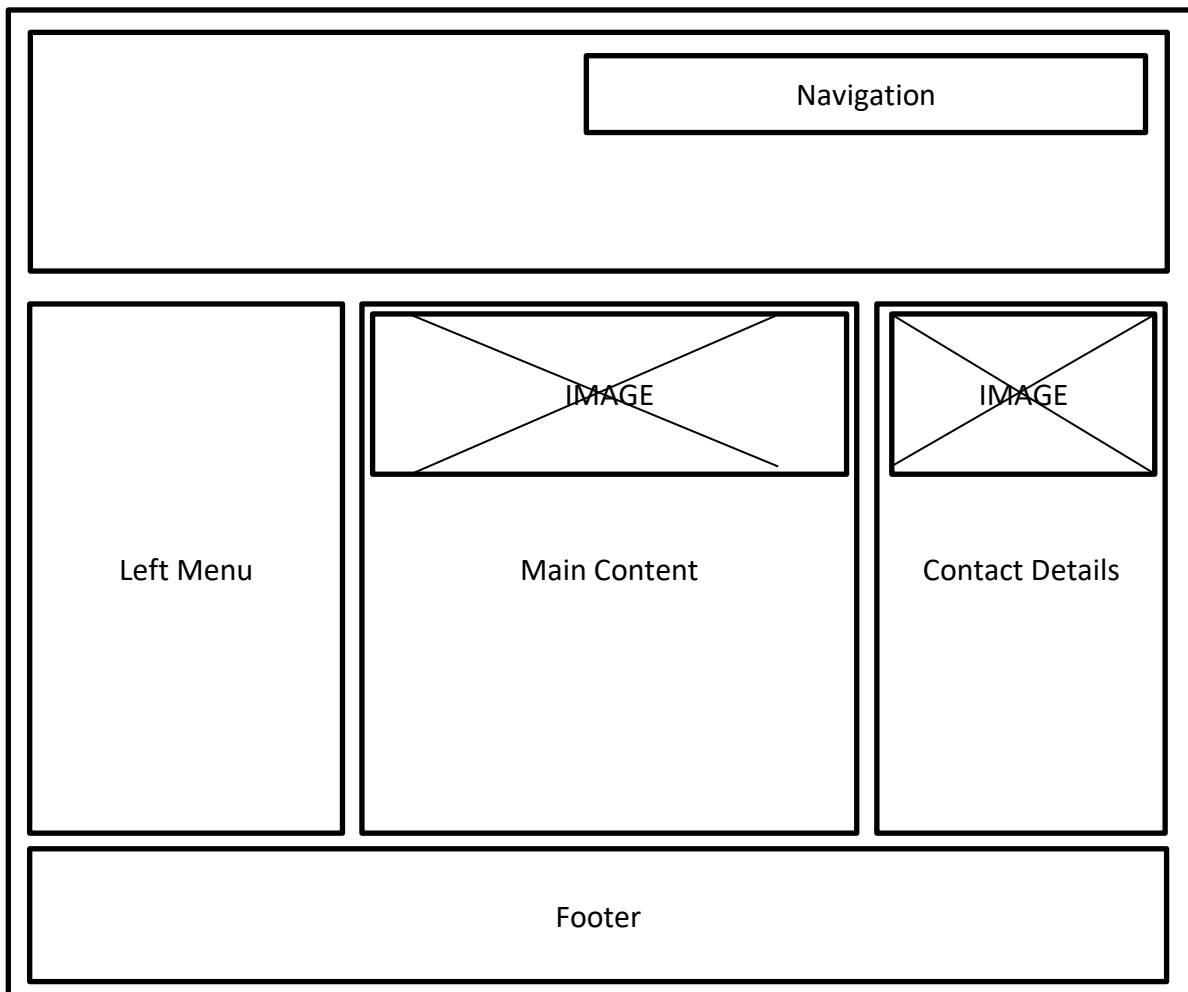 Navigation
IMAGE
IMAGE
Left Menu
Main Content
Contact Details
Footer